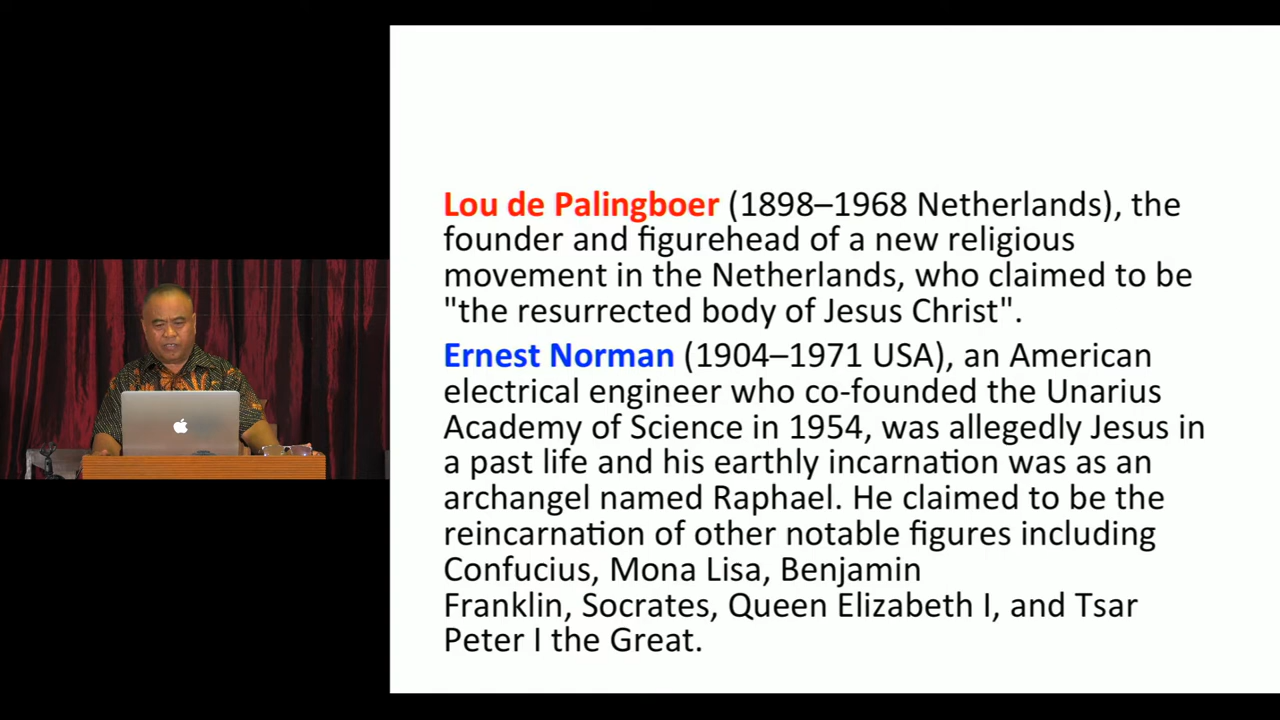 Lou de Palingboer (1898–1968 Netherlands), the
founder and figurehead of a new religious
movement in the Netherlands, who claimed to be
"the resurrected body of Jesus Christ".
Ernest Norman (1904–1971 USA), an American
electrical engineer who co-founded the Unarius
Academy of Science in 1954, was allegedly Jesus in
a past life and his earthly incarnation was as an
archangel named Raphael. He claimed to be the
reincarnation of other notable figures including
Confucius, Mona Lisa, Benjamin
Franklin, Socrates, Queen Elizabeth I, and Tsar
Peter I the Great.